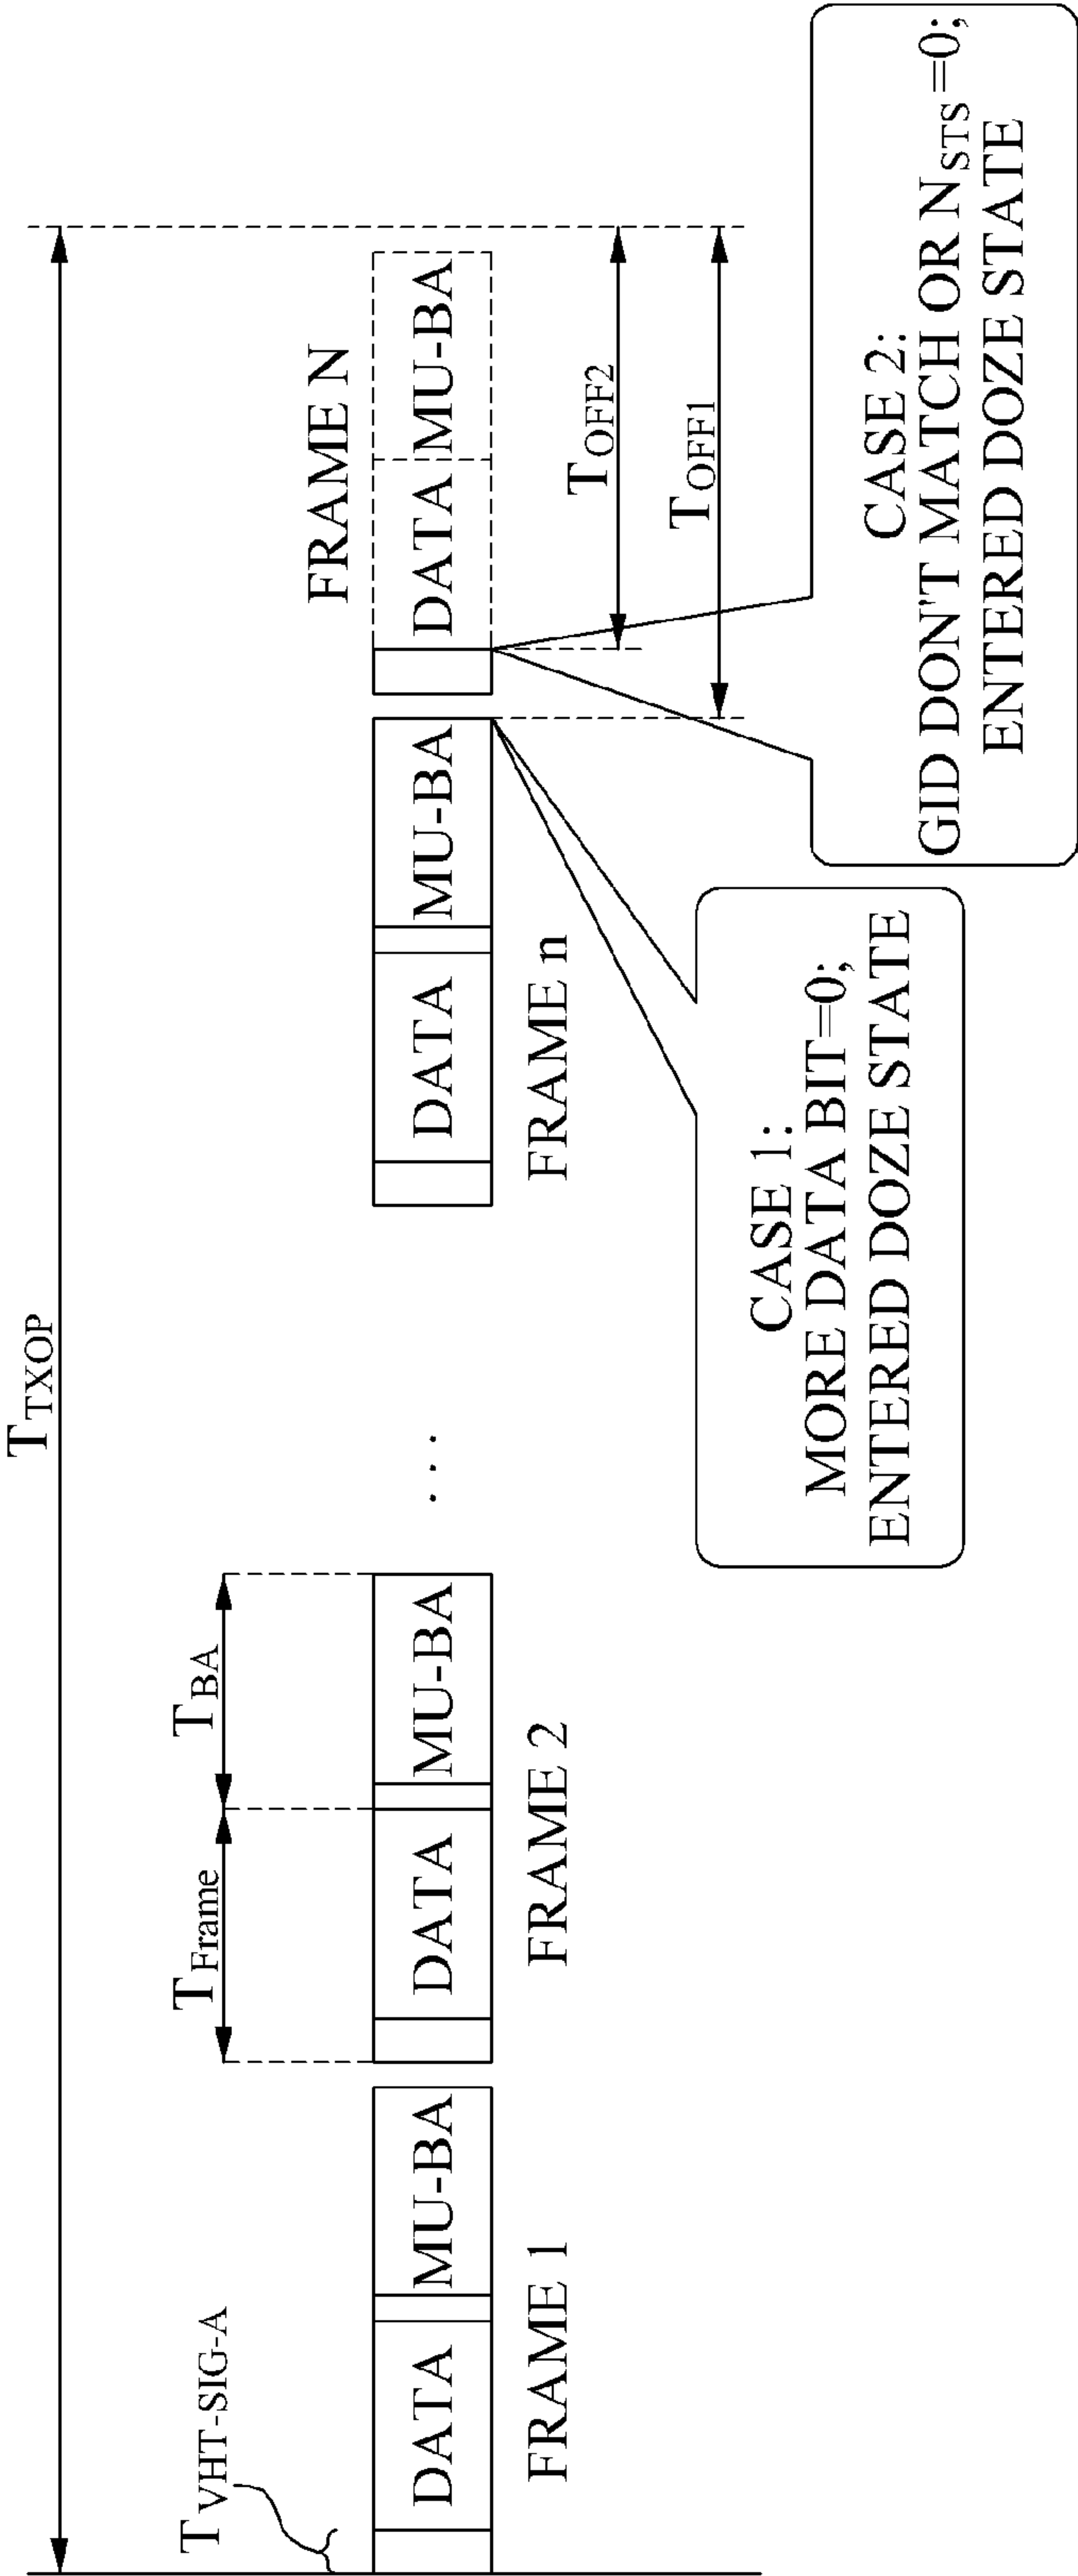 T_TXOP
T_VHT-SIG-A
T_Frame
T_BA
FRAME N
DATA
MU-BA
DATA
MU-BA
...
DATA
MU-BA
DATA
MU-BA
FRAME 1
FRAME 2
FRAME n
T_OFF2
T_OFF1
CASE 1:
MORE DATA BIT=0;
ENTERED DOZE STATE
CASE 2:
GID DON'T MATCH OR N_STS=0;
ENTERED DOZE STATE